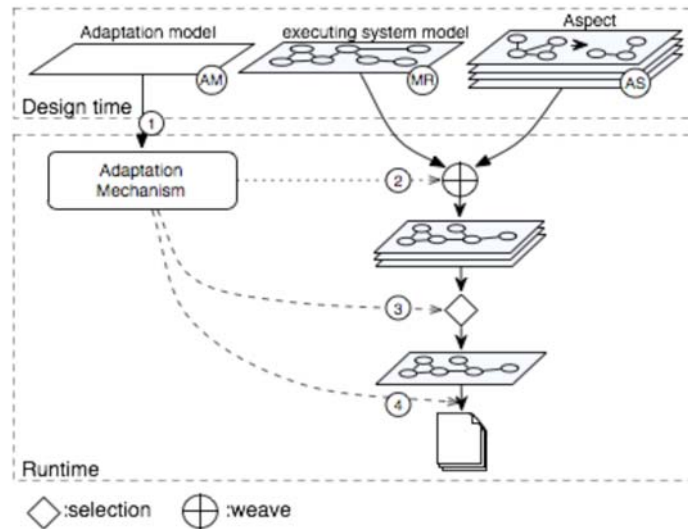 Adaptation model
executing system model
Aspect
AM
MR
AS
Design time
1
Adaptation
Mechanism
2
3
4
Runtime
:selection
:weave